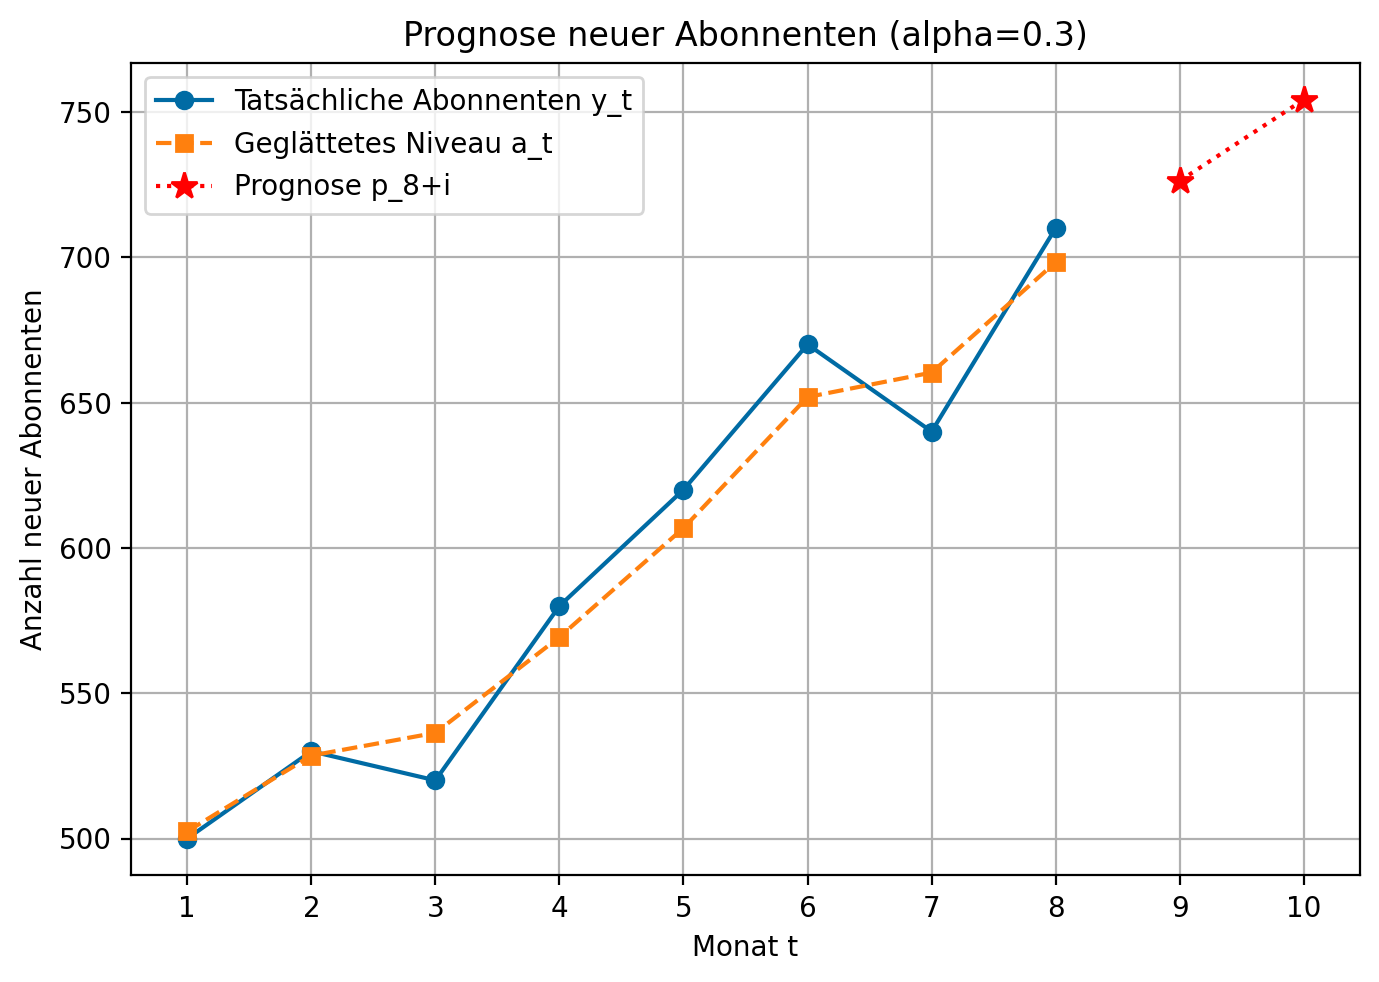 Prognose neuer Abonnenten (alpha=0.3)
Tatsächliche Abonnenten y_t
Geglättetes Niveau a_t
Prognose p_8+i
Anzahl neuer Abonnenten
750
700
650
600
550
500
1 2 3 4 5 6 7 8 9 10
Monat t